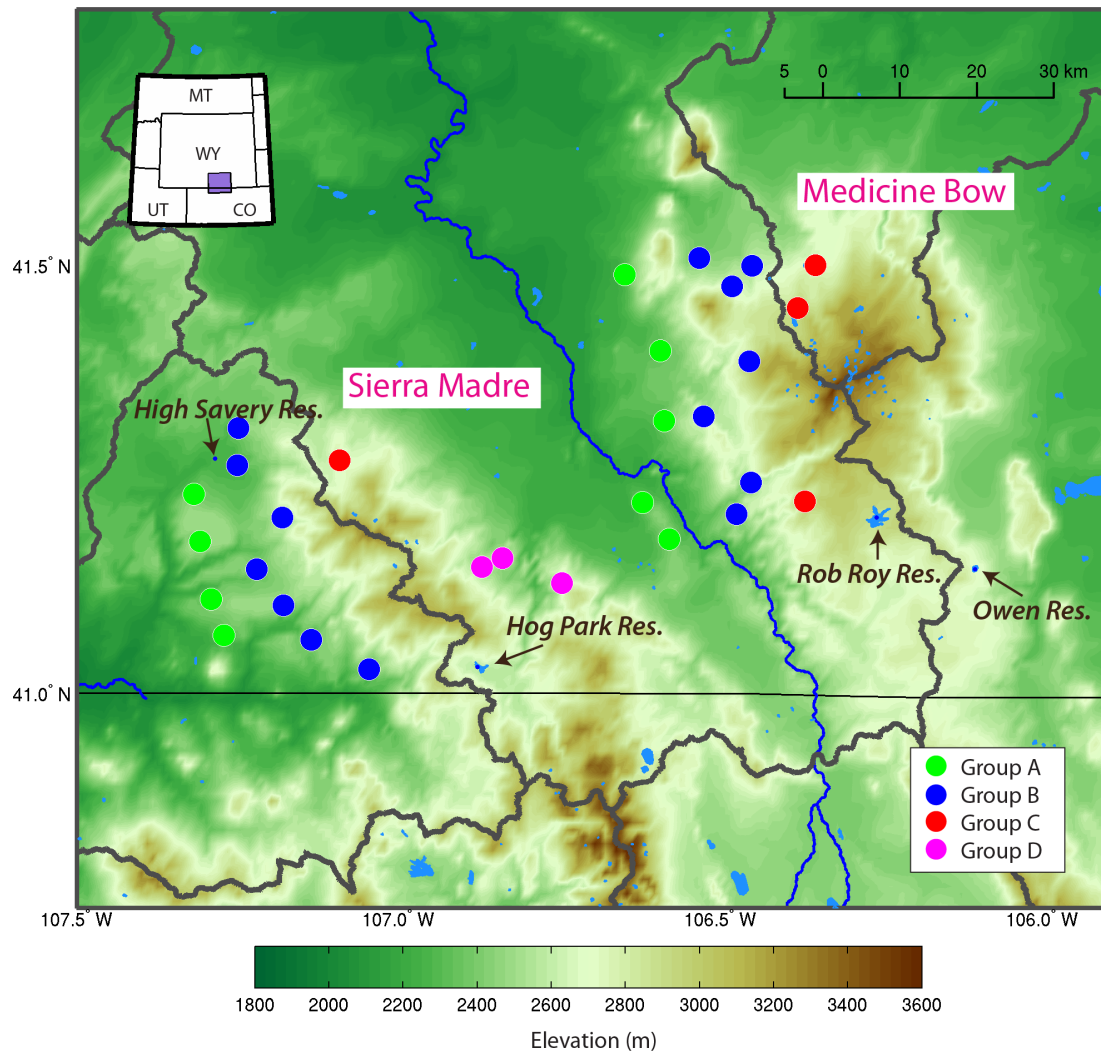 5 0 10 20 30 km
MT
WY
UT CO
Medicine Bow
41.5° N
Sierra Madre
High Savery Res.
Rob Roy Res.
Owen Res.
Hog Park Res.
41.0° N
Group A
Group B
Group C
Group D
107.5° W 107.0° W 106.5° W 106.0° W
1800 2000 2200 2400 2600 2800 3000 3200 3400 3600
Elevation (m)